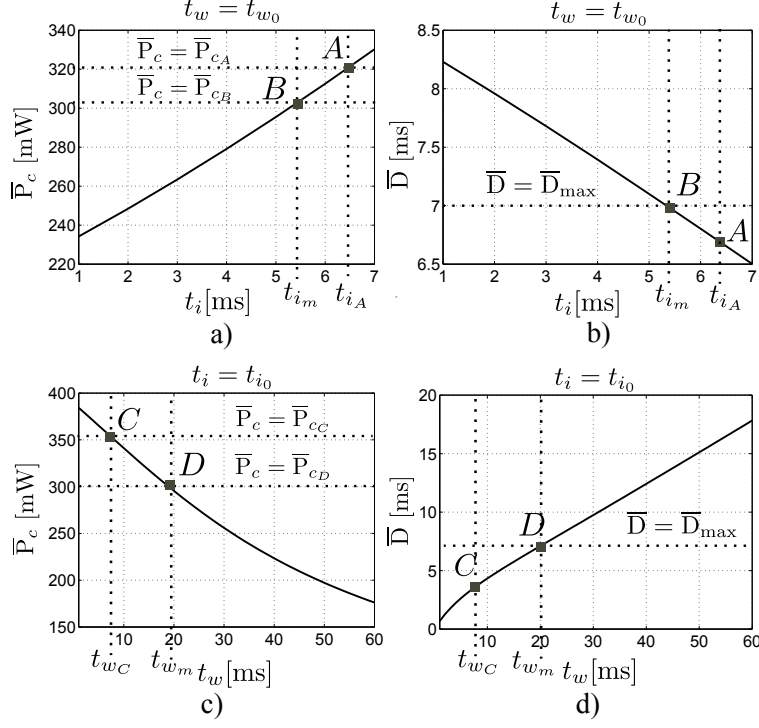 t_w = t_{w_0}
340
320
300
280
260
240
220
P̅_c [mW]
P̅_c = P̅_{c_A}
P̅_c = P̅_{c_B}
A
B
1 2 3 4 5 6 7
t_i[ms] t_{i_m} t_{i_A}
a)
t_w = t_{w_0}
8.5
8
7.5
7
6.5
D̅ [ms]
D̅ = D̅_max
B
A
1 2 3 4 5 6 7
t_i[ms] t_{i_m} t_{i_A}
b)
t_i = t_{i_0}
400
350
300
250
200
150
P̅_c [mW]
P̅_c = P̅_{c_C}
P̅_c = P̅_{c_D}
C
D
10 20 30 40 50 60
t_{w_C} t_{w_m} t_w[ms]
c)
t_i = t_{i_0}
20
15
10
5
0
D̅ [ms]
D̅ = D̅_max
D
C
10 20 30 40 50 60
t_{w_C} t_{w_m} t_w[ms]
d)